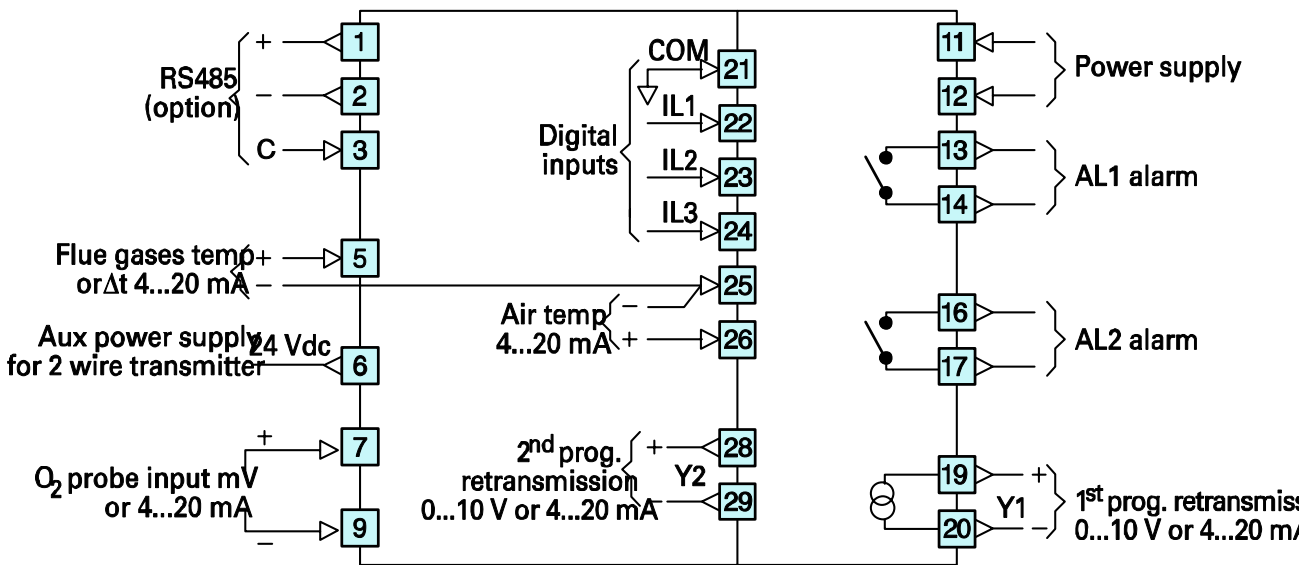 +
1
RS485
(option)
−
2
C
3
Flue gases temp
or Δt 4...20 mA
+
5
−
Aux power supply
for 2 wire transmitter
24 Vdc
6
O2 probe input mV
or 4...20 mA
+
7
−
9
Digital
inputs
COM
21
IL1
22
IL2
23
IL3
24
25
Air temp
4...20 mA
−
+
26
2nd prog.
retransmission
0...10 V or 4...20 mA
+
28
Y2
−
29
11
12
Power supply
13
14
AL1 alarm
16
17
AL2 alarm
19
+
Y1
20
−
1st prog. retransmiss
0...10 V or 4...20 mA